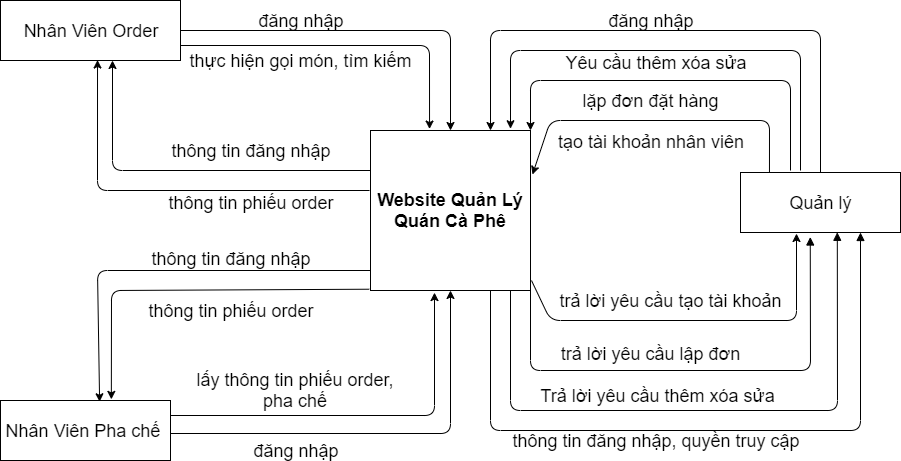 đăng nhập
đăng nhập
Nhân Viên Order
thực hiện gọi món, tìm kiếm
Yêu cầu thêm xóa sửa
lặp đơn đặt hàng
thông tin đăng nhập
tạo tài khoản nhân viên
thông tin phiếu order
Website Quản Lý
Quán Cà Phê
Quản lý
thông tin đăng nhập
thông tin phiếu order
trả lời yêu cầu tạo tài khoản
trả lời yêu cầu lập đơn
lấy thông tin phiếu order,
pha chế
Trả lời yêu cầu thêm xóa sửa
Nhân Viên Pha chế
đăng nhập
thông tin đăng nhập, quyền truy cập